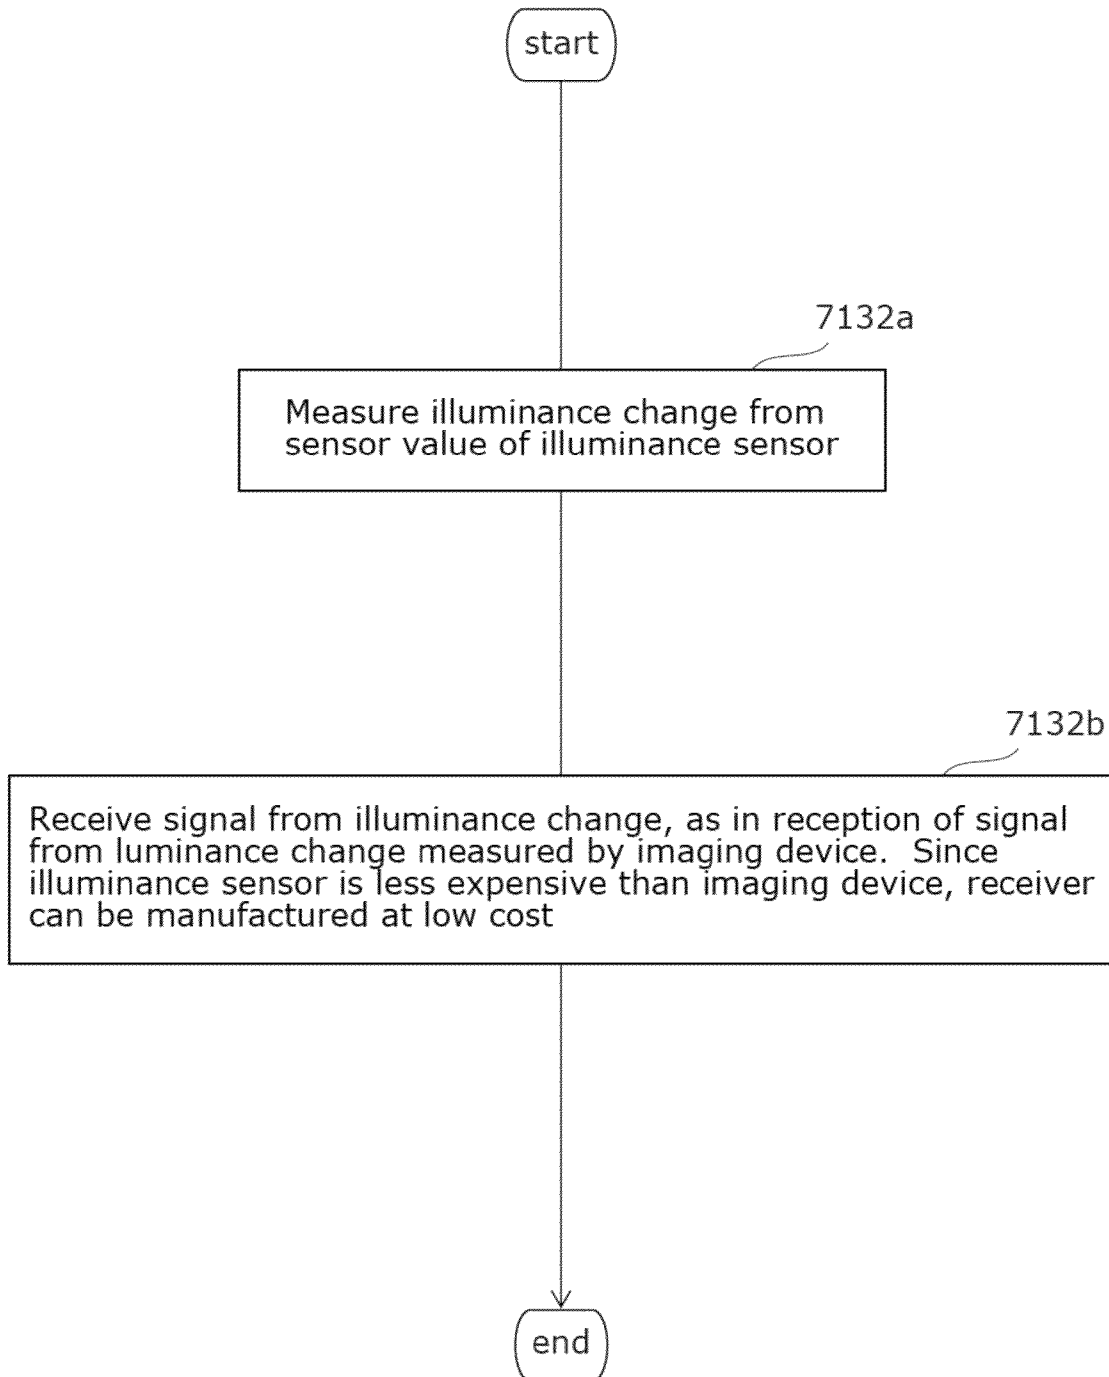 start
7132a
Measure illuminance change from
sensor value of illuminance sensor
7132b
Receive signal from illuminance change, as in reception of signal
from luminance change measured by imaging device.  Since
illuminance sensor is less expensive than imaging device, receiver
can be manufactured at low cost
end